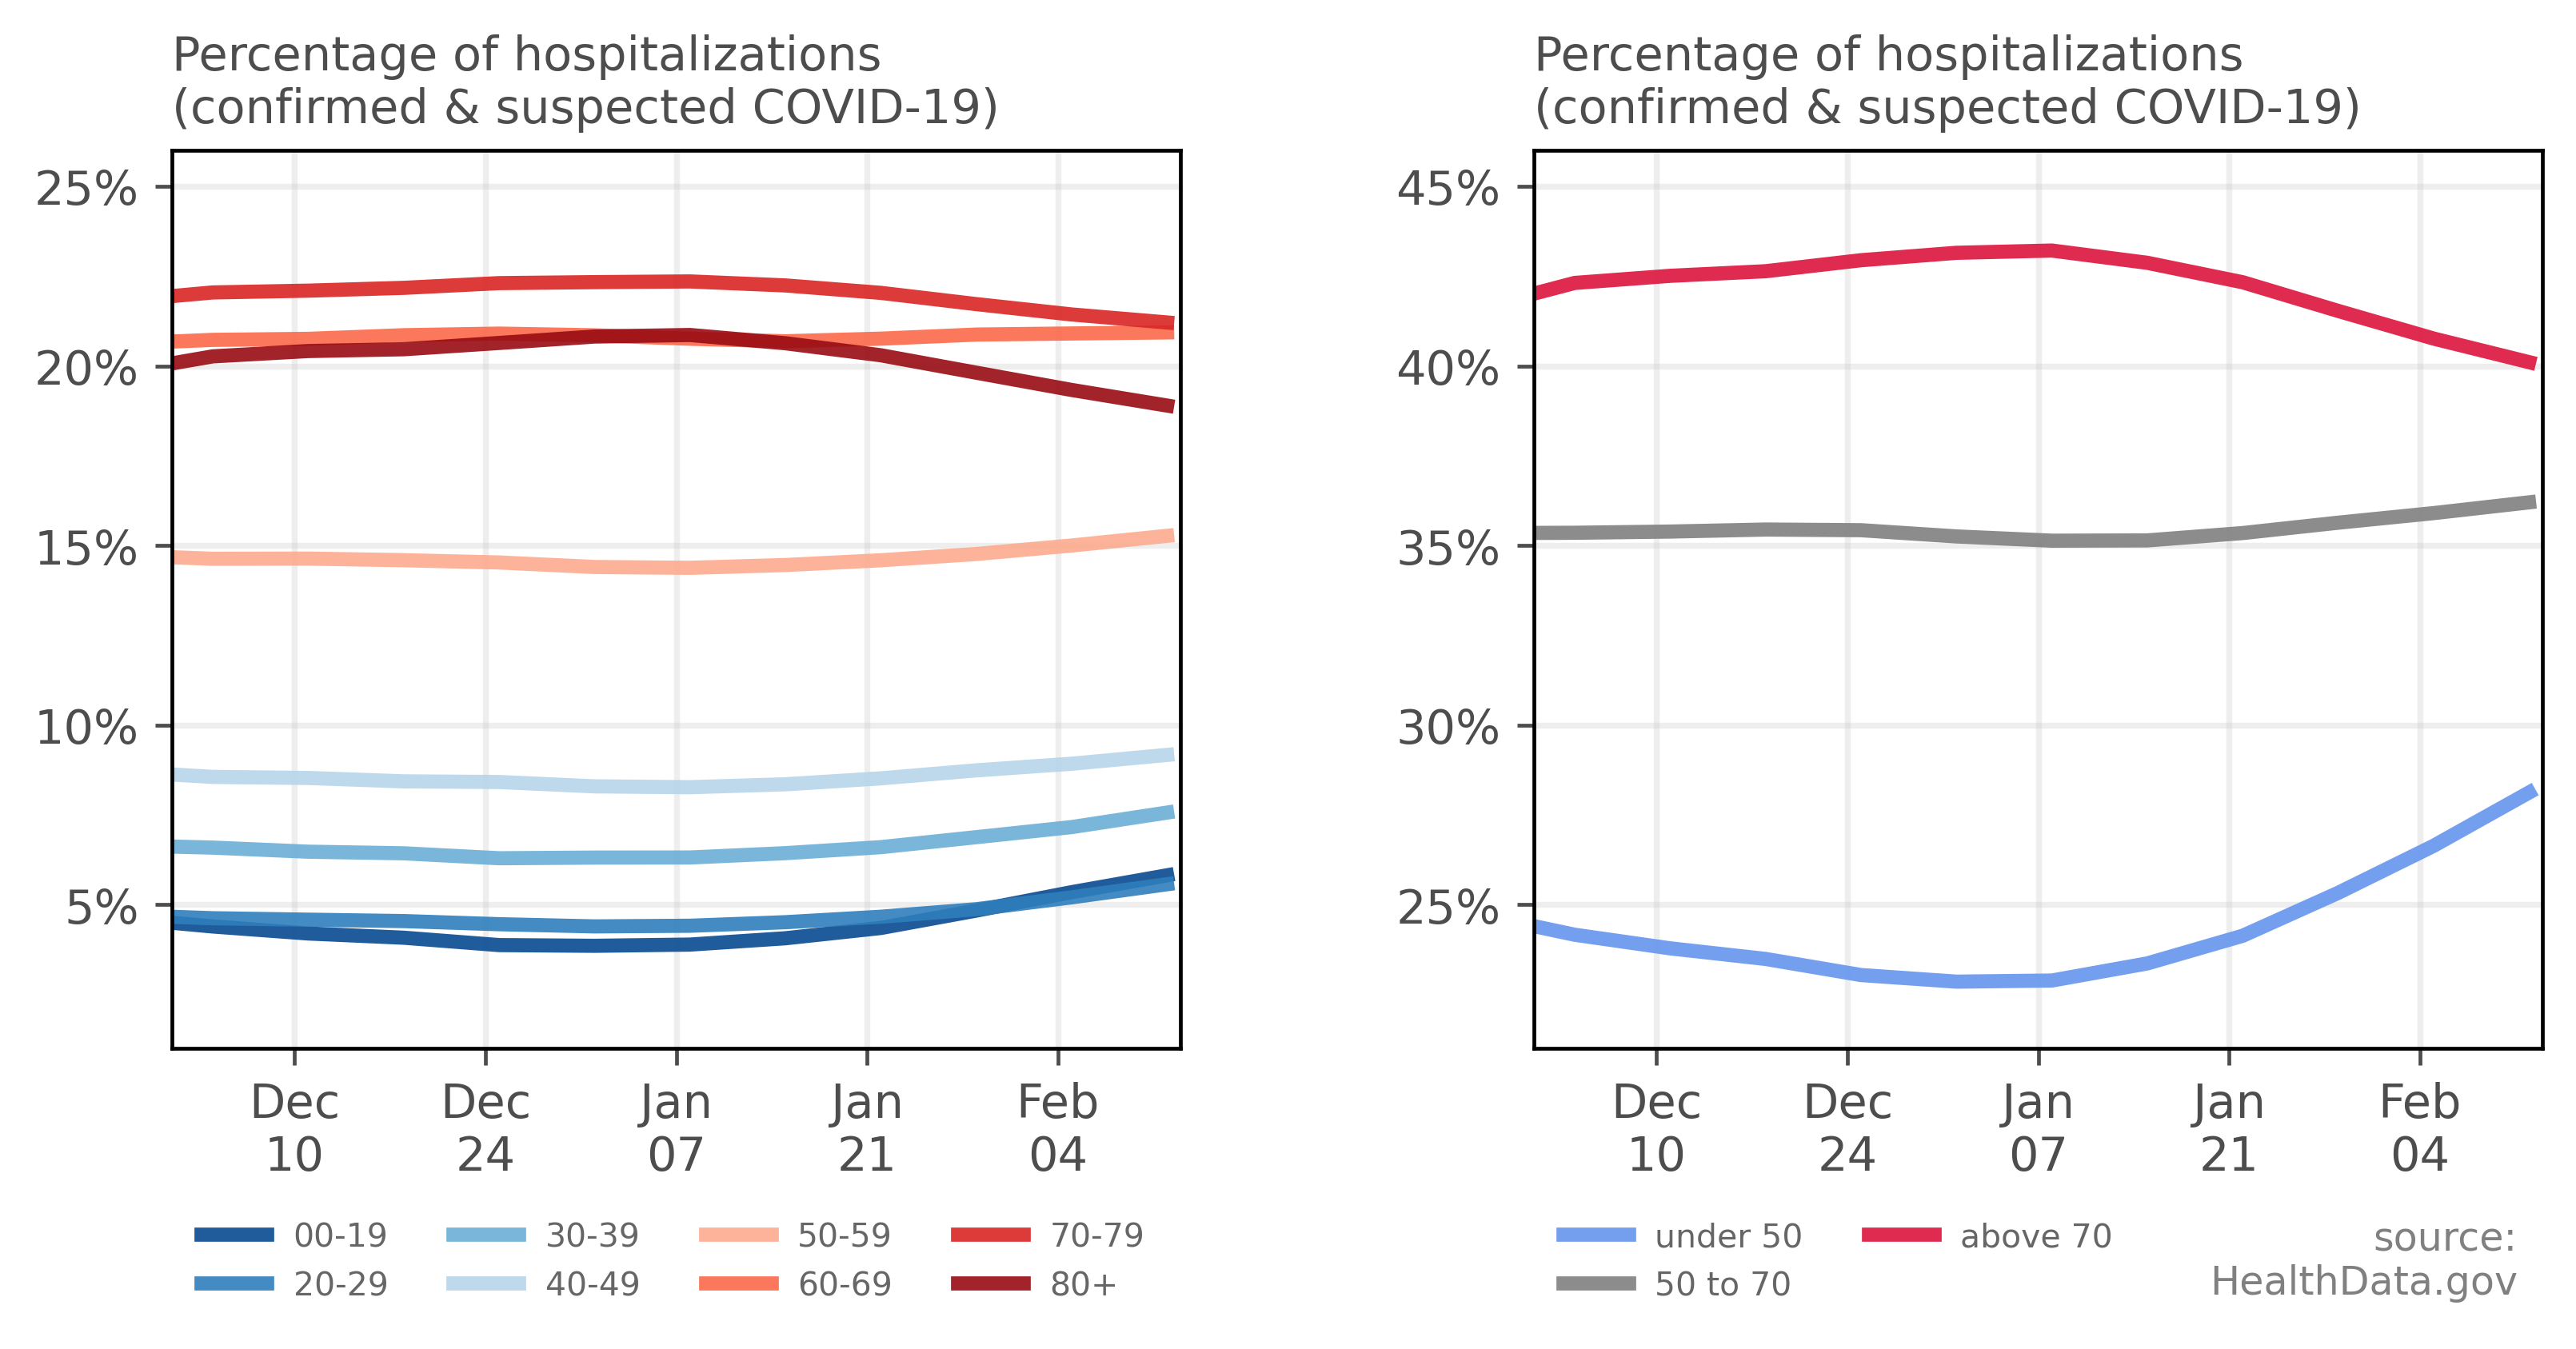 Percentage of hospitalizations
(confirmed & suspected COVID-19)
25%
20%
15%
10%
5%
Dec
10
Dec
24
Jan
07
Jan
21
Feb
04
00-19
20-29
30-39
40-49
50-59
60-69
70-79
80+
Percentage of hospitalizations
(confirmed & suspected COVID-19)
45%
40%
35%
30%
25%
Dec
10
Dec
24
Jan
07
Jan
21
Feb
04
under 50
50 to 70
above 70
source:
HealthData.gov